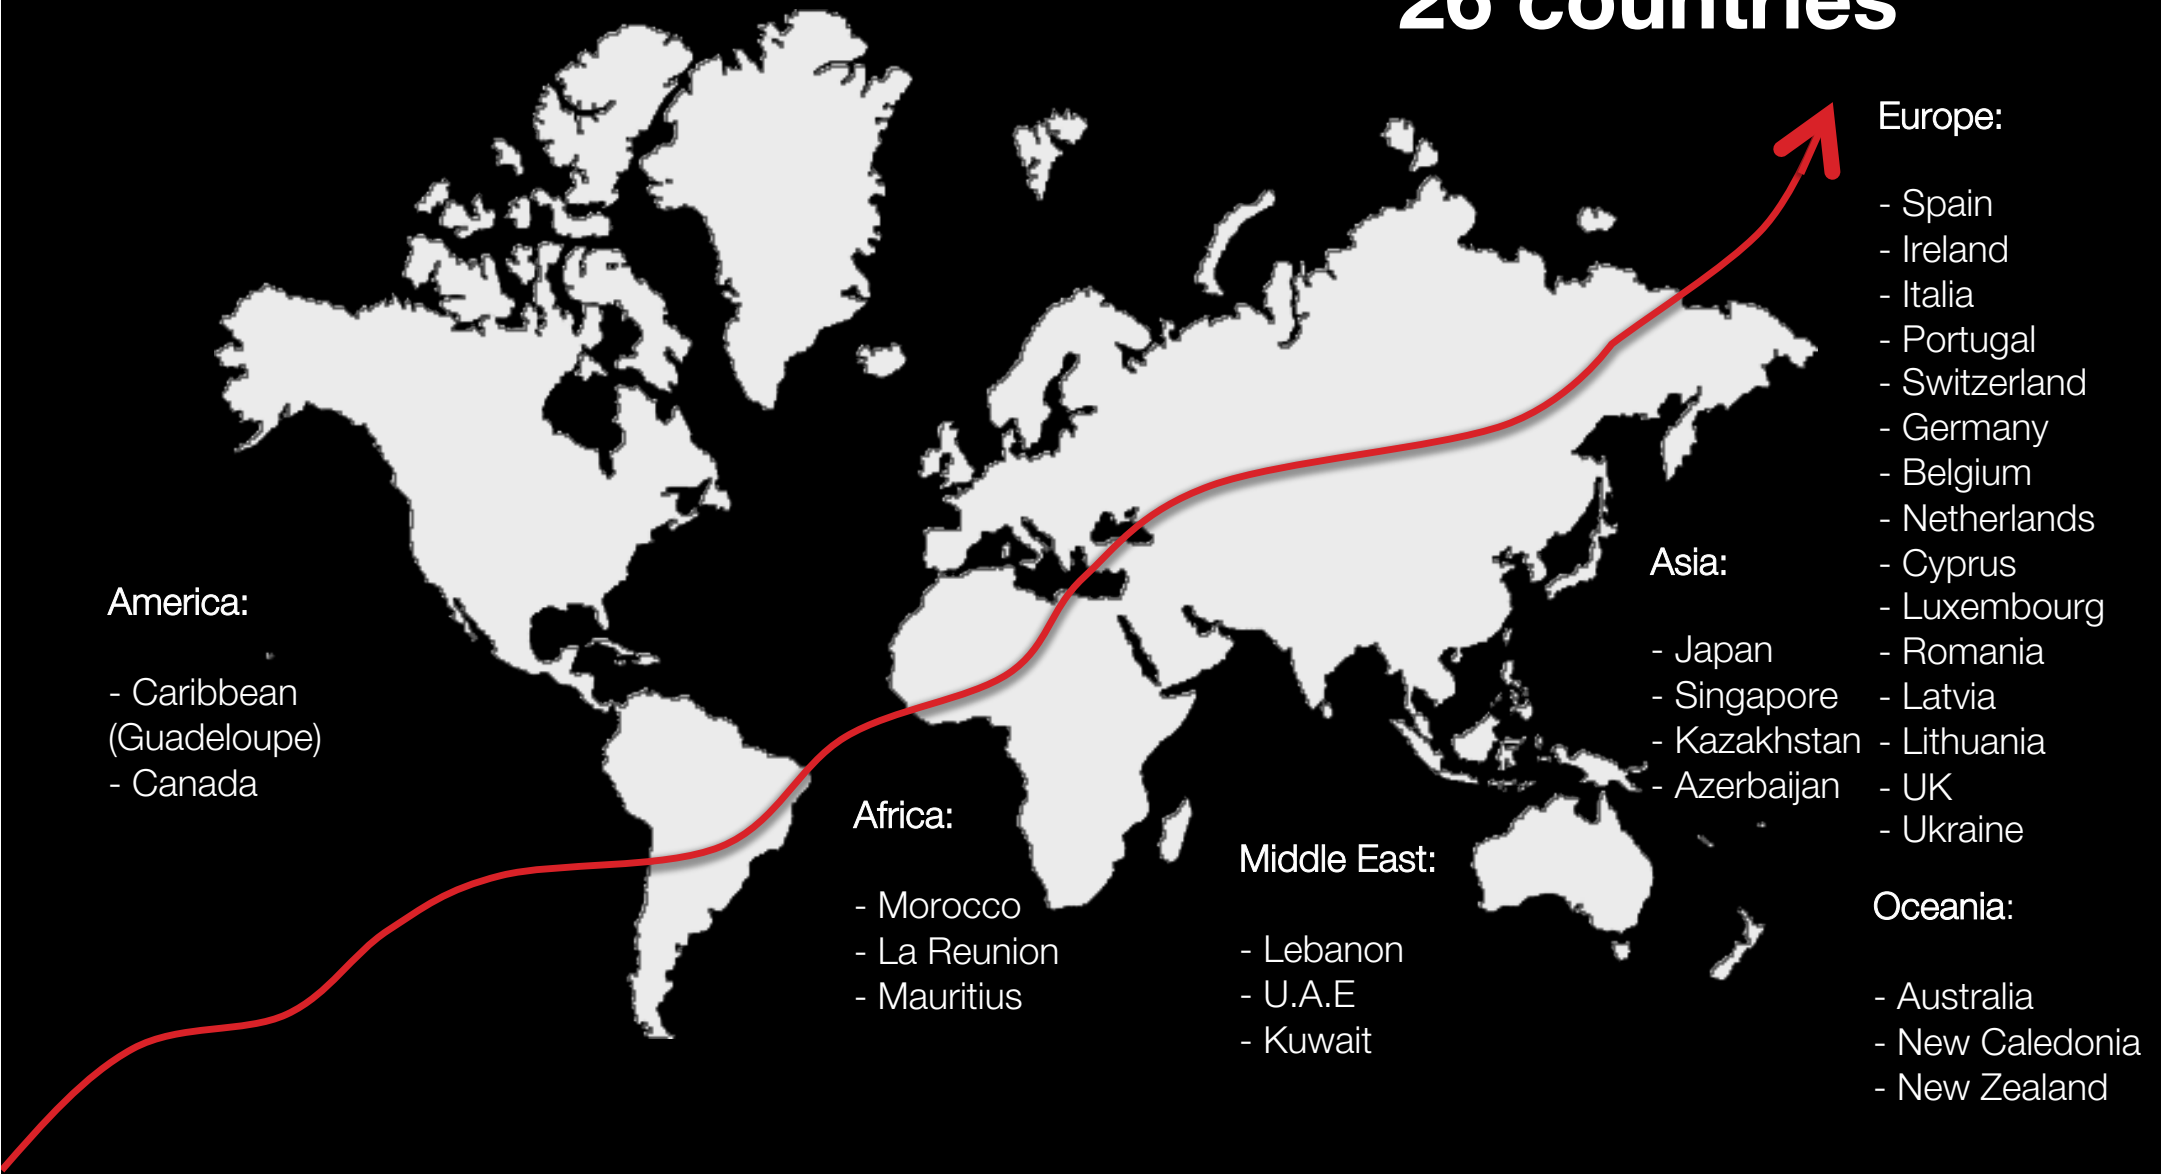 26 countries
Europe:
- Spain
- Ireland
- Italia
- Portugal
- Switzerland
- Germany
- Belgium
- Netherlands
- Cyprus
- Luxembourg
- Romania
- Latvia
- Lithuania
- UK
- Ukraine
Asia:
- Japan
- Singapore
- Kazakhstan
- Azerbaijan
America:
- Caribbean
(Guadeloupe)
- Canada
Africa:
- Morocco
- La Reunion
- Mauritius
Middle East:
- Lebanon
- U.A.E
- Kuwait
Oceania:
- Australia
- New Caledonia
- New Zealand